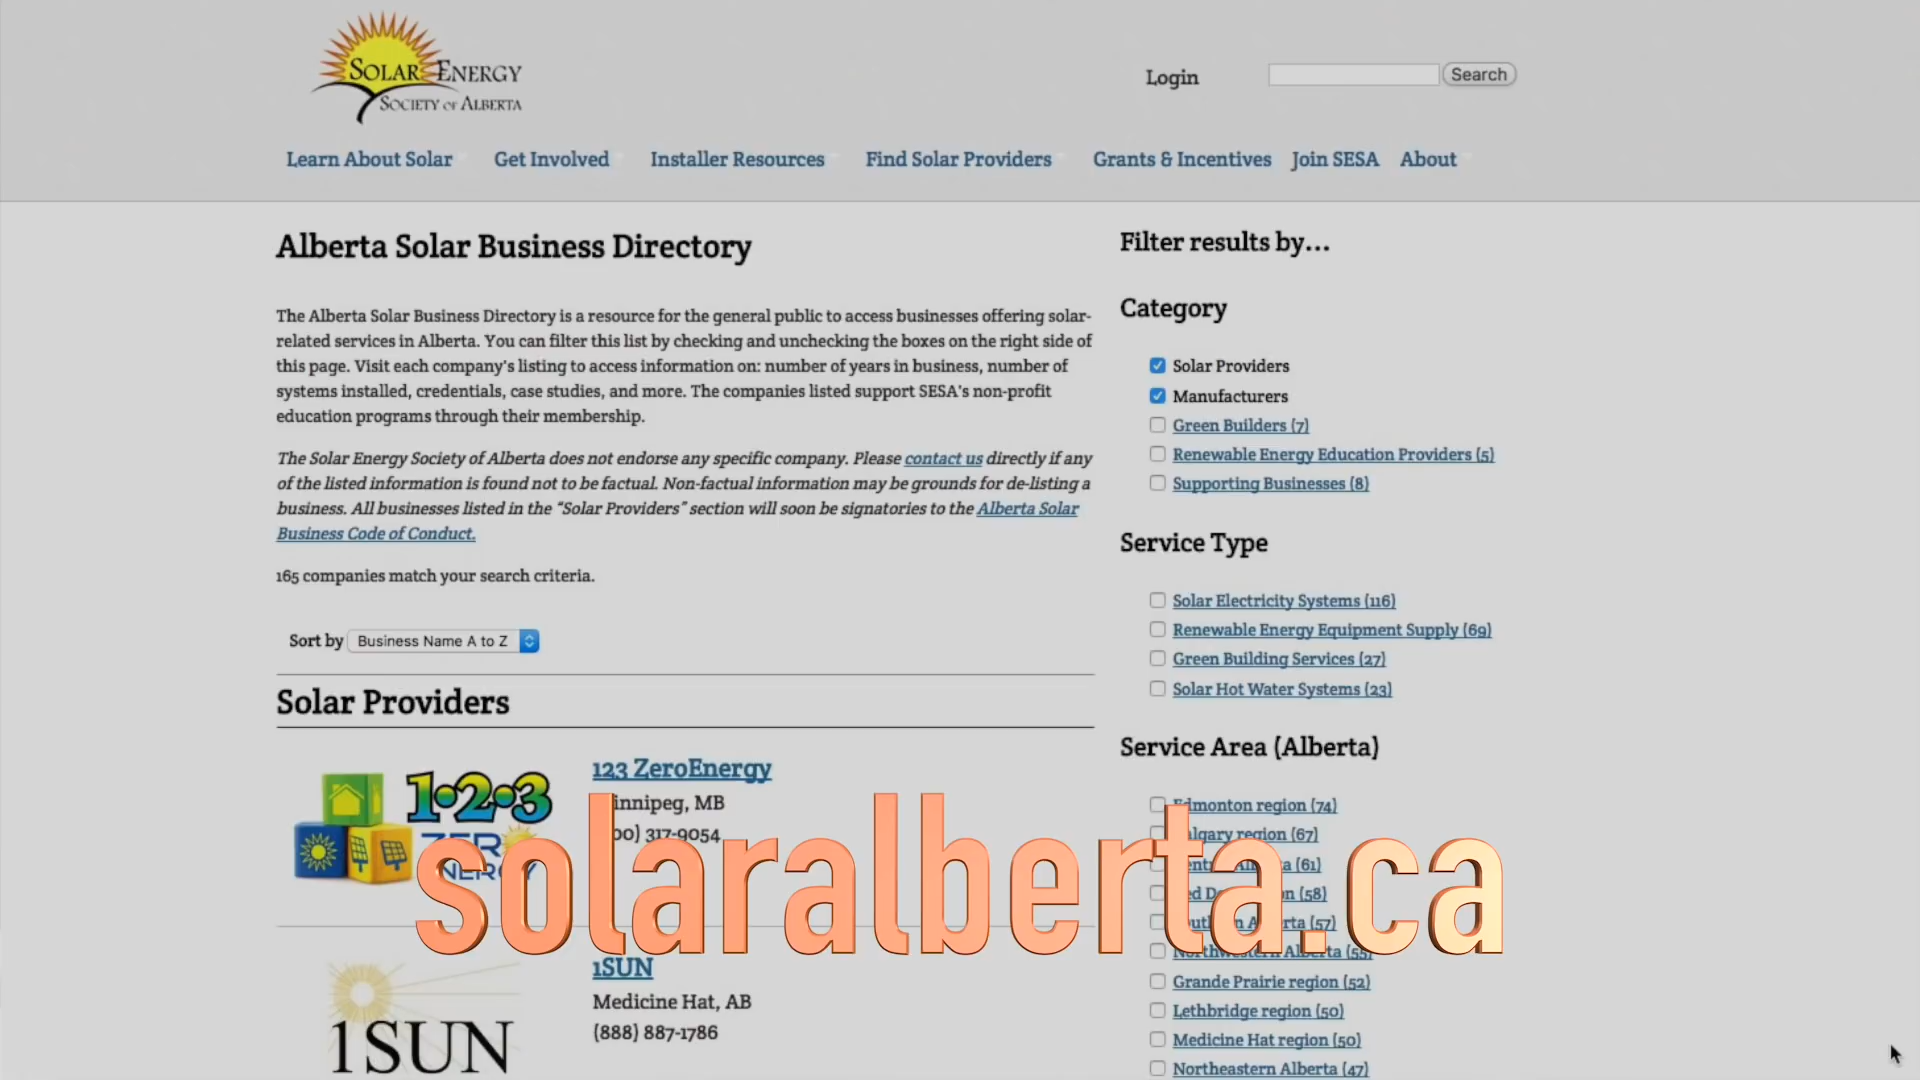 SOLAR ENERGY
SOCIETY OF ALBERTA
Login
Search
Learn About Solar
Get Involved
Installer Resources
Find Solar Providers
Grants & Incentives
Join SESA
About
Alberta Solar Business Directory
The Alberta Solar Business Directory is a resource for the general public to access businesses offering solar-
related services in Alberta. You can filter this list by checking and unchecking the boxes on the right side of
this page. Visit each company's listing to access information on: number of years in business, number of
systems installed, credentials, case studies, and more. The companies listed support SESA's non-profit
education programs through their membership.
The Solar Energy Society of Alberta does not endorse any specific company. Please contact us directly if any
of the listed information is found not to be factual. Non-factual information may be grounds for de-listing a
business. All businesses listed in the “Solar Providers” section will soon be signatories to the Alberta Solar
Business Code of Conduct.
165 companies match your search criteria.
Sort by Business Name A to Z
Solar Providers
1•2•3
123 ZeroEnergy
MB
317-9054
1SUN
1SUN
Medicine Hat, AB
(888) 887-1786
Filter results by...
Category
Solar Providers
Manufacturers
Green Builders (7)
Renewable Energy Education Providers (5)
Supporting Businesses (8)
Service Type
Solar Electricity Systems (116)
Renewable Energy Equipment Supply (69)
Green Building Services (27)
Solar Hot Water Systems (23)
Service Area (Alberta)
Edmonton region (74)
region (67)
(61)
(58)
(57)
Northwestern Alberta (55)
Grande Prairie region (52)
Lethbridge region (50)
Medicine Hat region (50)
Northeastern Alberta (47)
solaralberta.ca